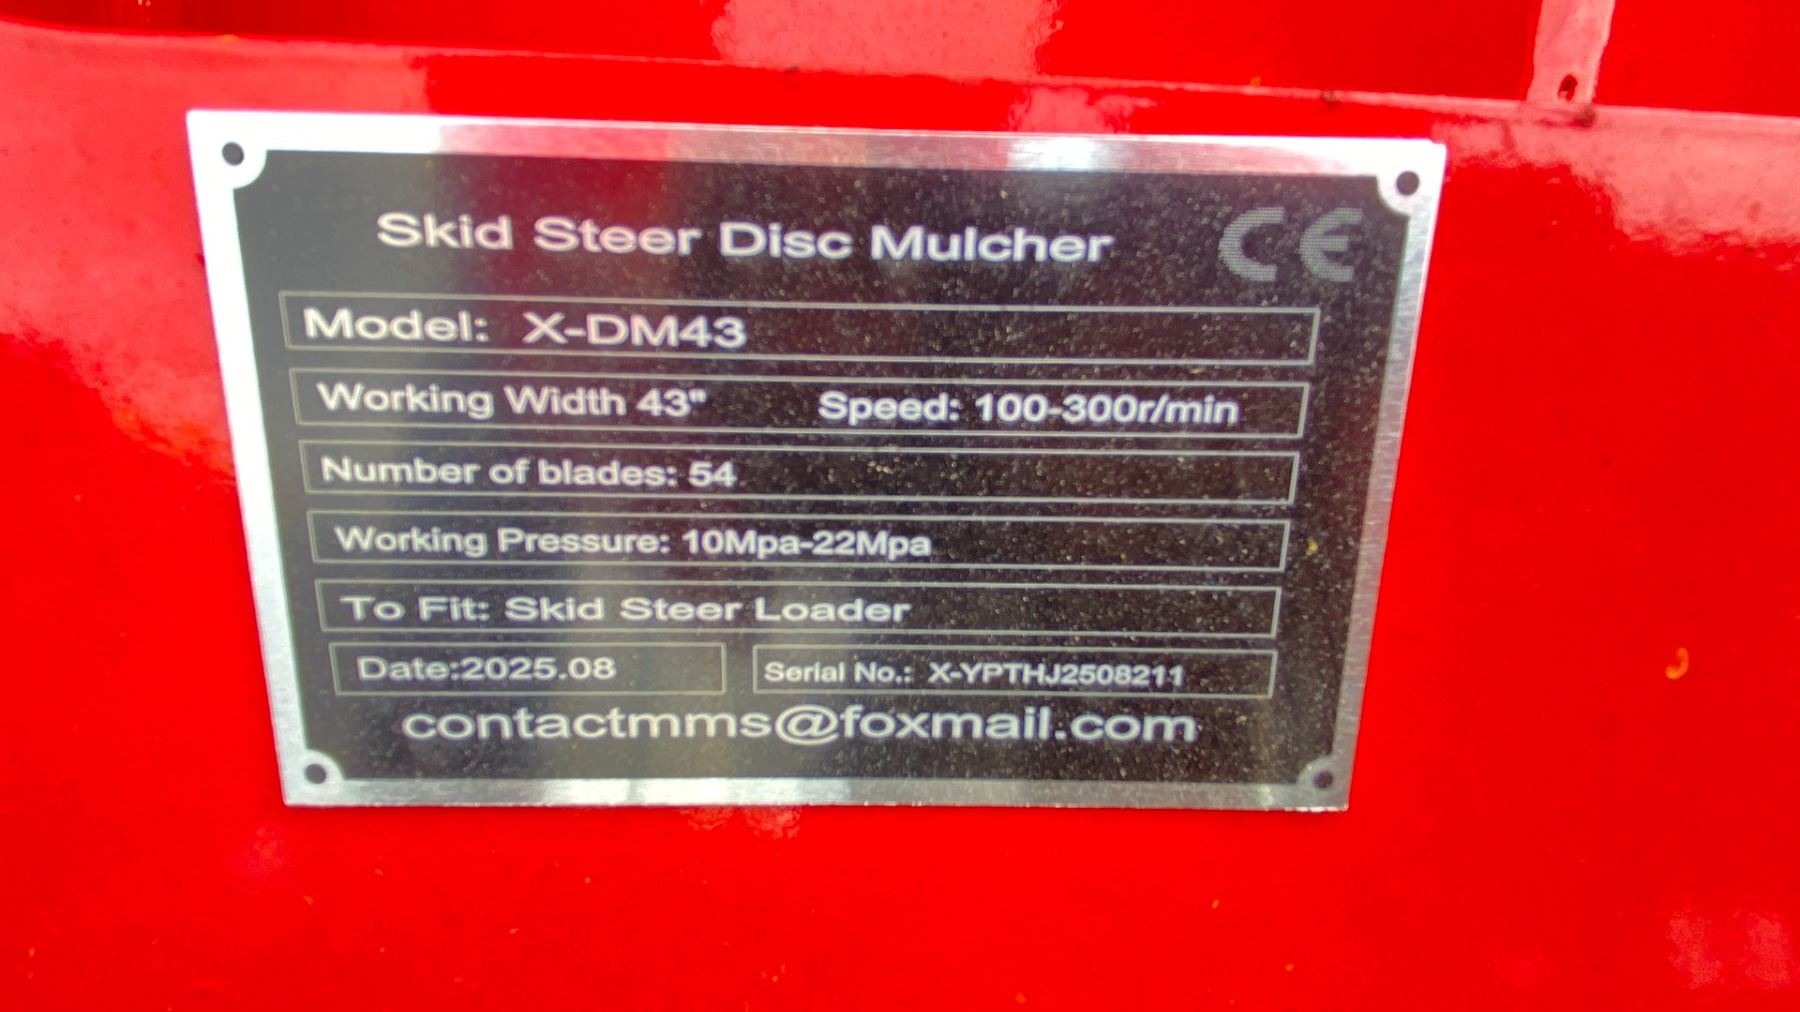 Skid Steer Disc Mulcher CE
Model: X-DM43
Working Width 43" Speed: 100-300r/min
Number of blades: 54
Working Pressure: 10Mpa-22Mpa
To Fit: Skid Steer Loader
Date:2025.08 Serial No.: X-YPTHJ2508211
contactmms@foxmail.com